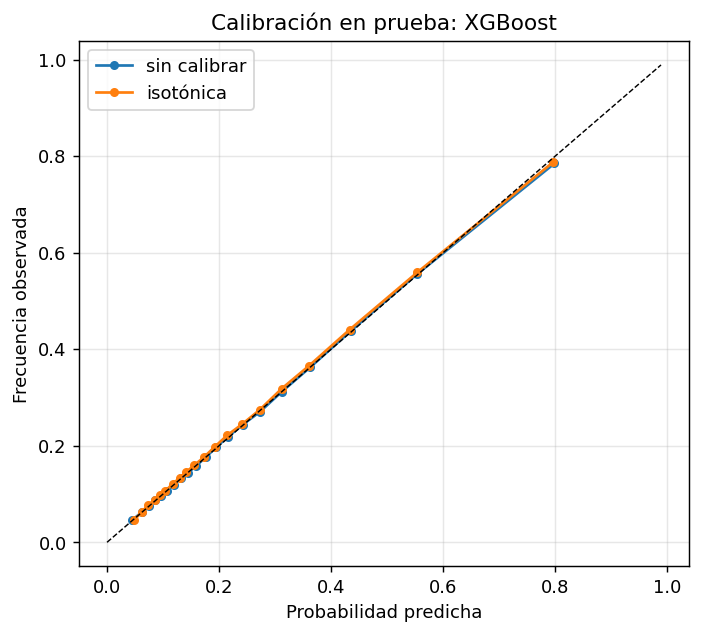 Calibración en prueba: XGBoost
sin calibrar
isotónica
1.0
0.8
0.6
0.4
0.2
0.0
Frecuencia observada
0.0 0.2 0.4 0.6 0.8 1.0
Probabilidad predicha